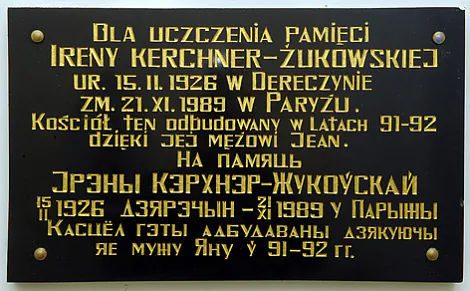 Dla uczczenia pamięci
Ireny KERCHNER-ŻUKOWSKIEJ
ur. 15.II.1926 w Dereczynie
zm. 21.XI.1989 w Paryżu.
Kościół ten odbudowany w latach 91-92
dzięki jej mężowi Jean.
На памяць
Ірэны Кэрхнэр-Жукоўскай
15/II 1926 Дзярэчын - 21/XI 1989 у Парыжы
Касцёл гэты адбудаваны дзякуючы
яе мужу Яну ў 91-92 гг.